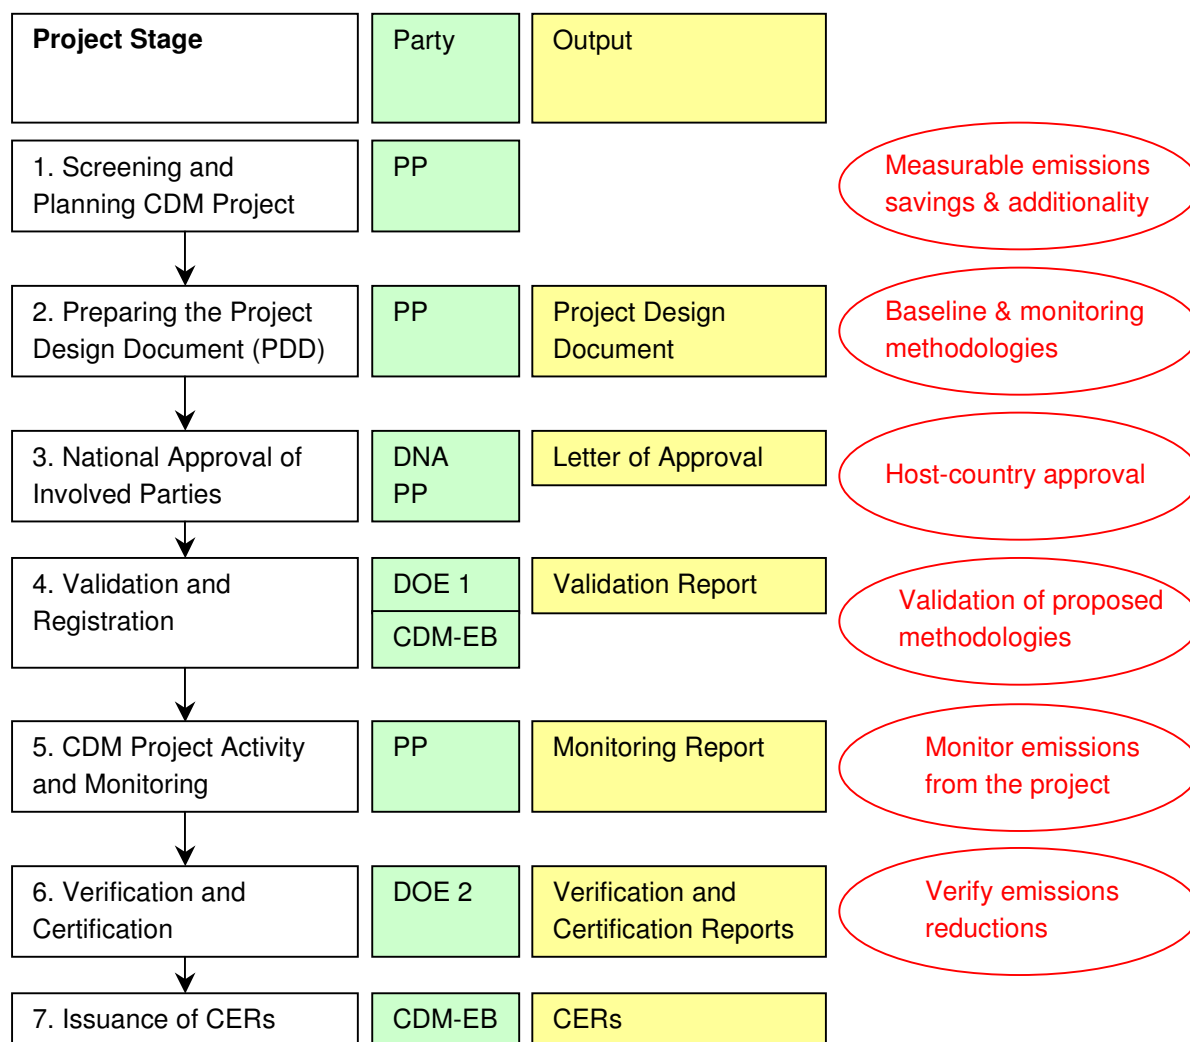 Project Stage
Party
Output
1. Screening and
Planning CDM Project
PP
Measurable emissions
savings & additionality
2. Preparing the Project
Design Document (PDD)
PP
Project Design
Document
Baseline & monitoring
methodologies
3. National Approval of
Involved Parties
DNA
PP
Letter of Approval
Host-country approval
4. Validation and
Registration
DOE 1
CDM-EB
Validation Report
Validation of proposed
methodologies
5. CDM Project Activity
and Monitoring
PP
Monitoring Report
Monitor emissions
from the project
6. Verification and
Certification
DOE 2
Verification and
Certification Reports
Verify emissions
reductions
7. Issuance of CERs
CDM-EB
CERs